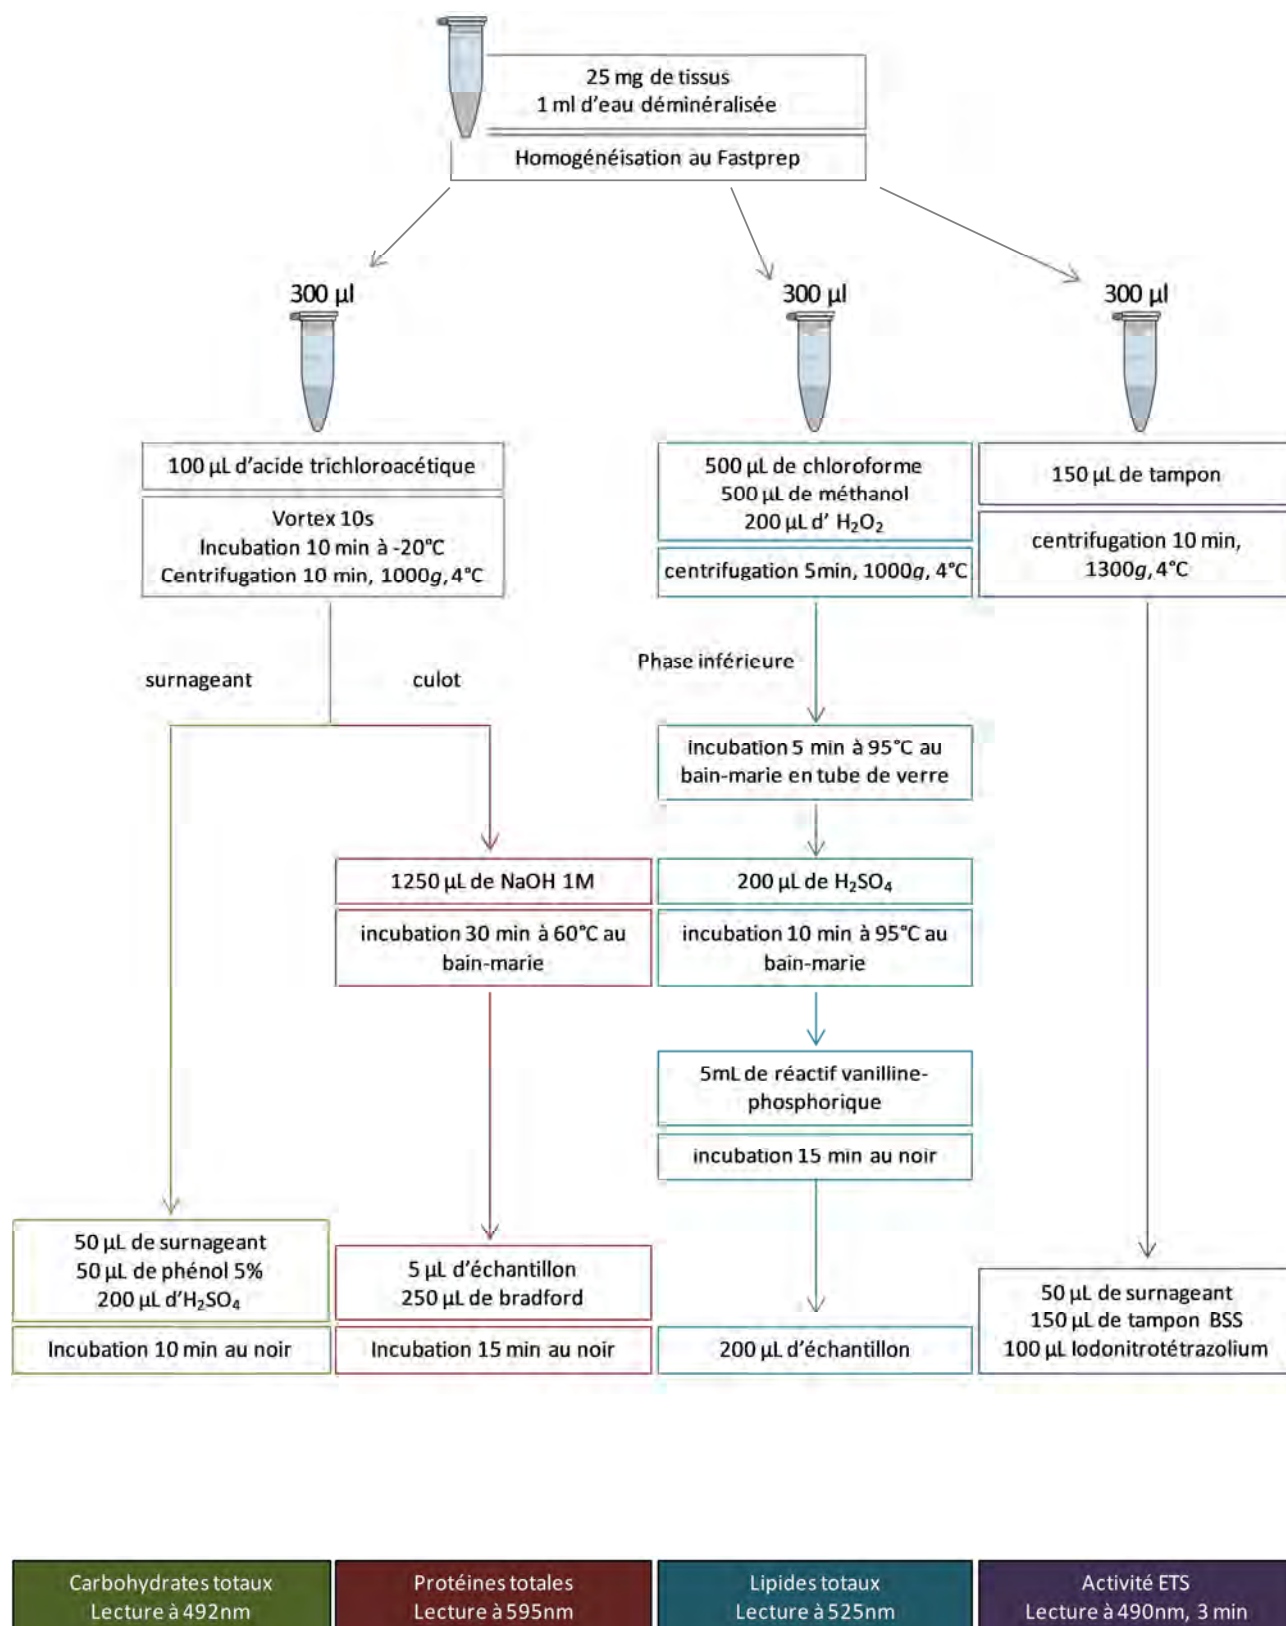 25 mg de tissus
1 ml d'eau déminéralisée
Homogénéisation au Fastprep
300 µl
300 µl
300 µl
100 µL d'acide trichloroacétique
Vortex 10s
Incubation 10 min à -20°C
Centrifugation 10 min, 1000g, 4°C
500 µL de chloroforme
500 µL de méthanol
200 µL d' H₂O₂
centrifugation 5min, 1000g, 4°C
150 µL de tampon
centrifugation 10 min,
1300g, 4°C
surnageant
culot
Phase inférieure
incubation 5 min à 95°C au
bain-marie en tube de verre
1250 µL de NaOH 1M
incubation 30 min à 60°C au
bain-marie
200 µL de H₂SO₄
incubation 10 min à 95°C au
bain-marie
5mL de réactif vanilline-
phosphorique
incubation 15 min au noir
50 µL de surnageant
50 µL de phénol 5%
200 µL d'H₂SO₄
Incubation 10 min au noir
5 µL d'échantillon
250 µL de bradford
Incubation 15 min au noir
200 µL d'échantillon
50 µL de surnageant
150 µL de tampon BSS
100 µL Iodonitrotétrazolium
Carbohydrates totaux
Lecture à 492nm
Protéines totales
Lecture à 595nm
Lipides totaux
Lecture à 525nm
Activité ETS
Lecture à 490nm, 3 min